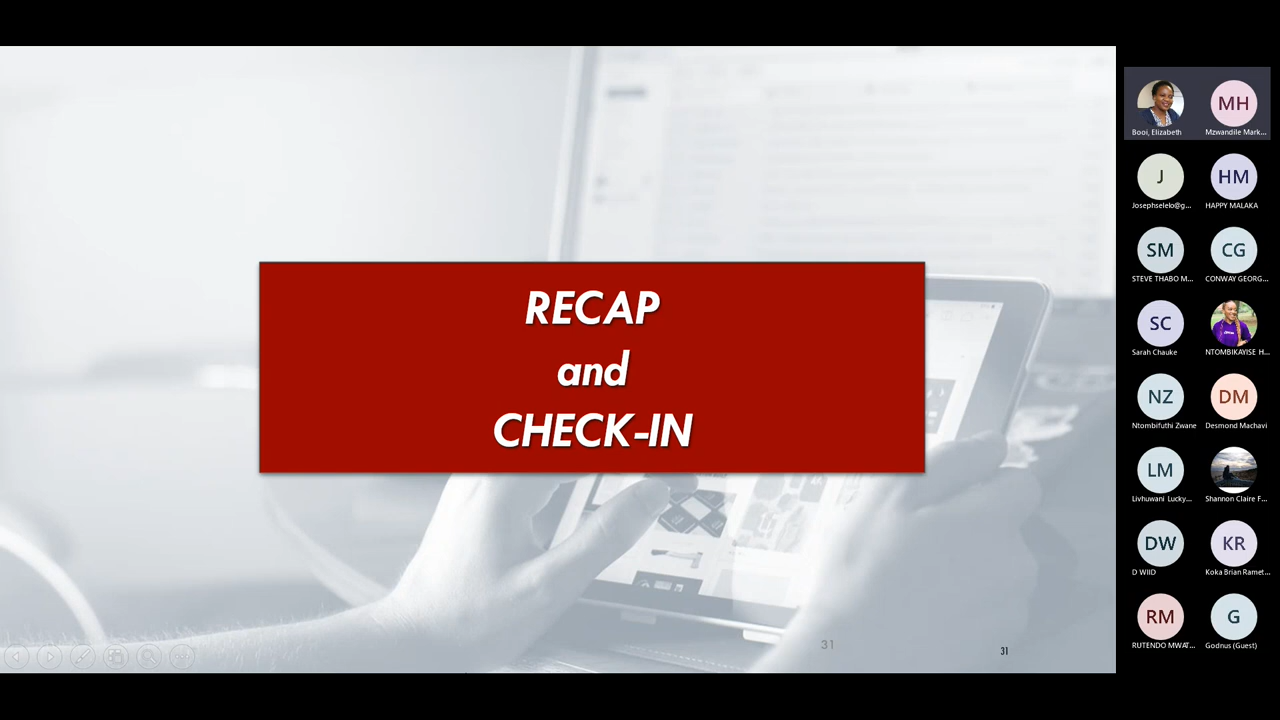 RECAP
and
CHECK-IN
31
31
Booi, Elizabeth
MH
Mzwandile Mark...
J
Josephselelo@g...
HM
HAPPY MALAKA
SM
STEVE THABO M...
CG
CONWAY GEORG...
SC
Sarah Chauke
NTOMBIKAYISE H...
NZ
Ntombifuthi Zwane
DM
Desmond Machavi
LM
Livhuwani Lucky...
Shannon Claire F...
DW
D WIID
KR
Koka Brian Ramet...
RM
RUTENDO MWAT...
G
Godnus (Guest)